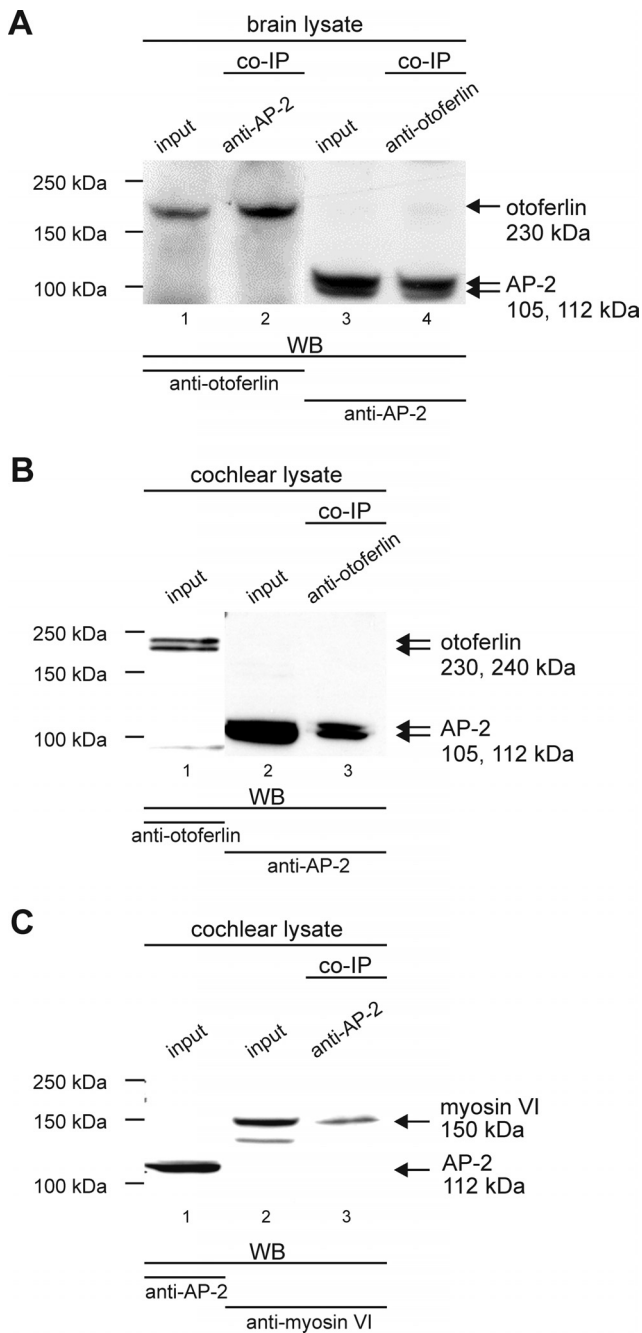 A
brain lysate
co-IP
co-IP
input
anti-AP-2
input
anti-otoferlin
250 kDa
150 kDa
100 kDa
otoferlin
230 kDa
AP-2
105, 112 kDa
1 2 3 4
WB
anti-otoferlin
anti-AP-2
B
cochlear lysate
co-IP
input
input
anti-otoferlin
250 kDa
150 kDa
100 kDa
otoferlin
230, 240 kDa
AP-2
105, 112 kDa
1 2 3
WB
anti-otoferlin
anti-AP-2
C
cochlear lysate
co-IP
input
input
anti-AP-2
250 kDa
150 kDa
100 kDa
myosin VI
150 kDa
AP-2
112 kDa
1 2 3
WB
anti-AP-2
anti-myosin VI